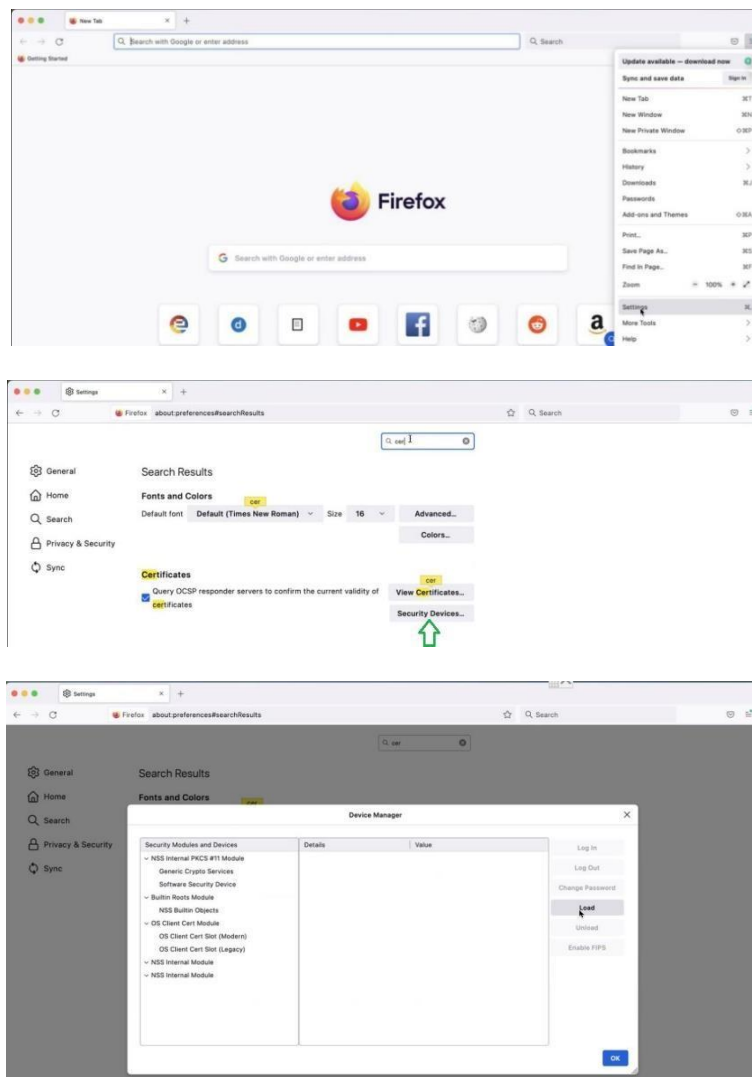 New Tab × +
Search with Google or enter address
Search
Getting Started
Update available — download now
Sync and save data Sign In
New Tab ⌘T
New Window ⌘N
New Private Window ⇧⌘P
Bookmarks >
History >
Downloads ⌘J
Passwords
Add-ons and Themes ⇧⌘A
Print... ⌘P
Save Page As... ⌘S
Find in Page... ⌘F
Zoom − 100% +
Settings ⌘,
More Tools >
Help >
Firefox
Search with Google or enter address
Settings × +
Firefox about:preferences#searchResults
Search
cer
General
Home
Search
Privacy & Security
Sync
Search Results
Fonts and Colors
cer
Default font Default (Times New Roman) Size 16 Advanced...
Colors...
Certificates
cer
Query OCSP responder servers to confirm the current validity of certificates
View Certificates...
Security Devices...
Settings × +
Firefox about:preferences#searchResults
Search
cer
General
Home
Search
Privacy & Security
Sync
Search Results
Fonts and Colors
cer
Device Manager
Security Modules and Devices Details Value
NSS Internal PKCS #11 Module
Generic Crypto Services
Software Security Device
Builtin Roots Module
NSS Builtin Objects
OS Client Cert Module
OS Client Cert Slot (Modern)
OS Client Cert Slot (Legacy)
NSS Internal Module
NSS Internal Module
Log In
Log Out
Change Password
Load
Unload
Enable FIPS
OK